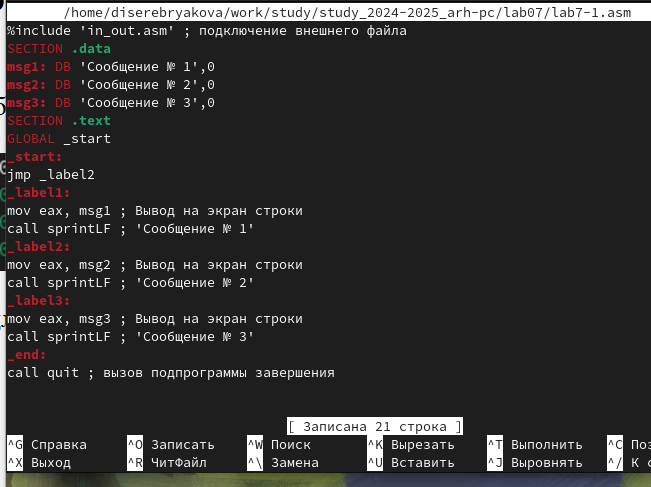 /home/diserebryakova/work/study/study_2024-2025_arh-pc/lab07/lab7-1.asm
%include 'in_out.asm' ; подключение внешнего файла
SECTION .data
msg1: DB 'Сообщение № 1',0
msg2: DB 'Сообщение № 2',0
msg3: DB 'Сообщение № 3',0
SECTION .text
GLOBAL _start
_start:
jmp _label2
_label1:
mov eax, msg1 ; Вывод на экран строки
call sprintLF ; 'Сообщение № 1'
_label2:
mov eax, msg2 ; Вывод на экран строки
call sprintLF ; 'Сообщение № 2'
_label3:
mov eax, msg3 ; Вывод на экран строки
call sprintLF ; 'Сообщение № 3'
_end:
call quit ; вызов подпрограммы завершения
[ Записана 21 строка ]
^G Справка ^O Записать ^W Поиск ^K Вырезать ^T Выполнить ^C
^X Выход ^R ЧитФайл ^\ Замена ^U Вставить ^J Выровнять ^/ К